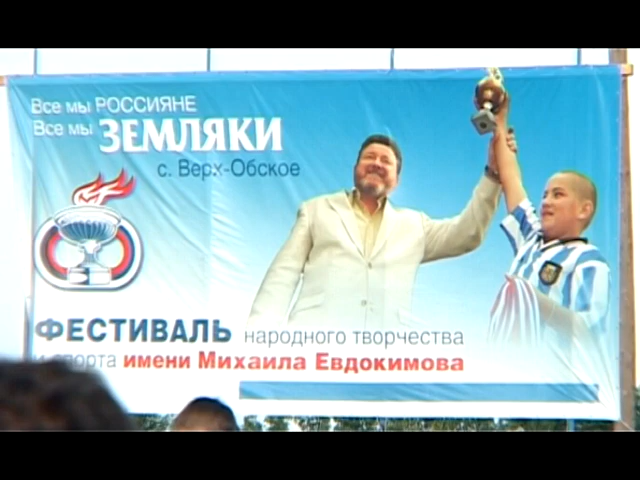 Все мы РОССИЯНЕ
Все мы ЗЕМЛЯКИ
с. Верх-Обское
ФЕСТИВАЛЬ народного творчества
и спорта имени Михаила Евдокимова